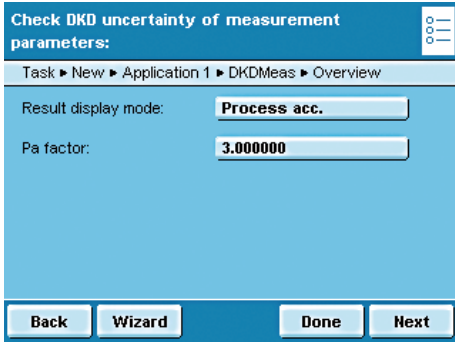 Check DKD uncertainty of measurement
parameters:
Task ▸ New ▸ Application 1 ▸ DKDMeas ▸ Overview
Result display mode: Process acc.
Pa factor: 3.000000
Back Wizard Done Next